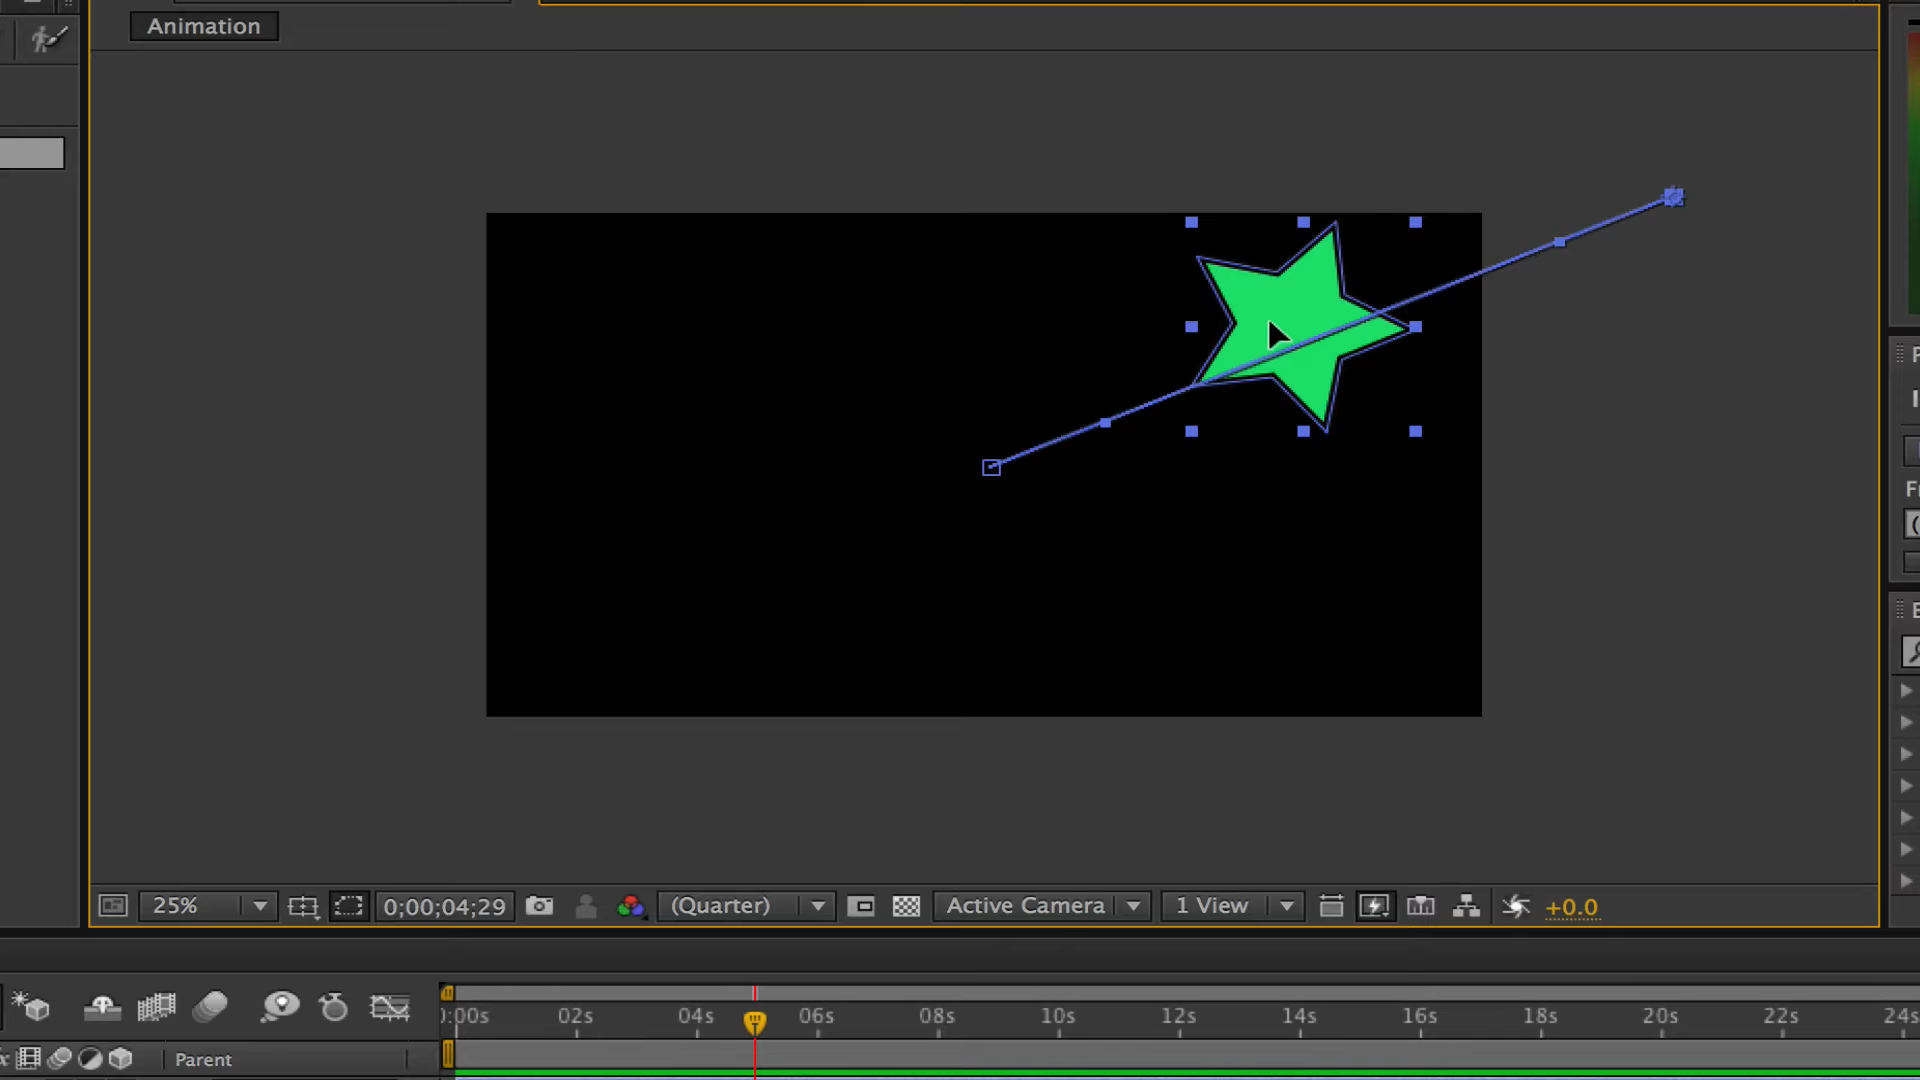 Animation
25%
0;00;04;29
(Quarter)
Active Camera
1 View
+0.0
:00s 02s 04s 06s 08s 10s 12s 14s 16s 18s 20s 22s 24s
Parent